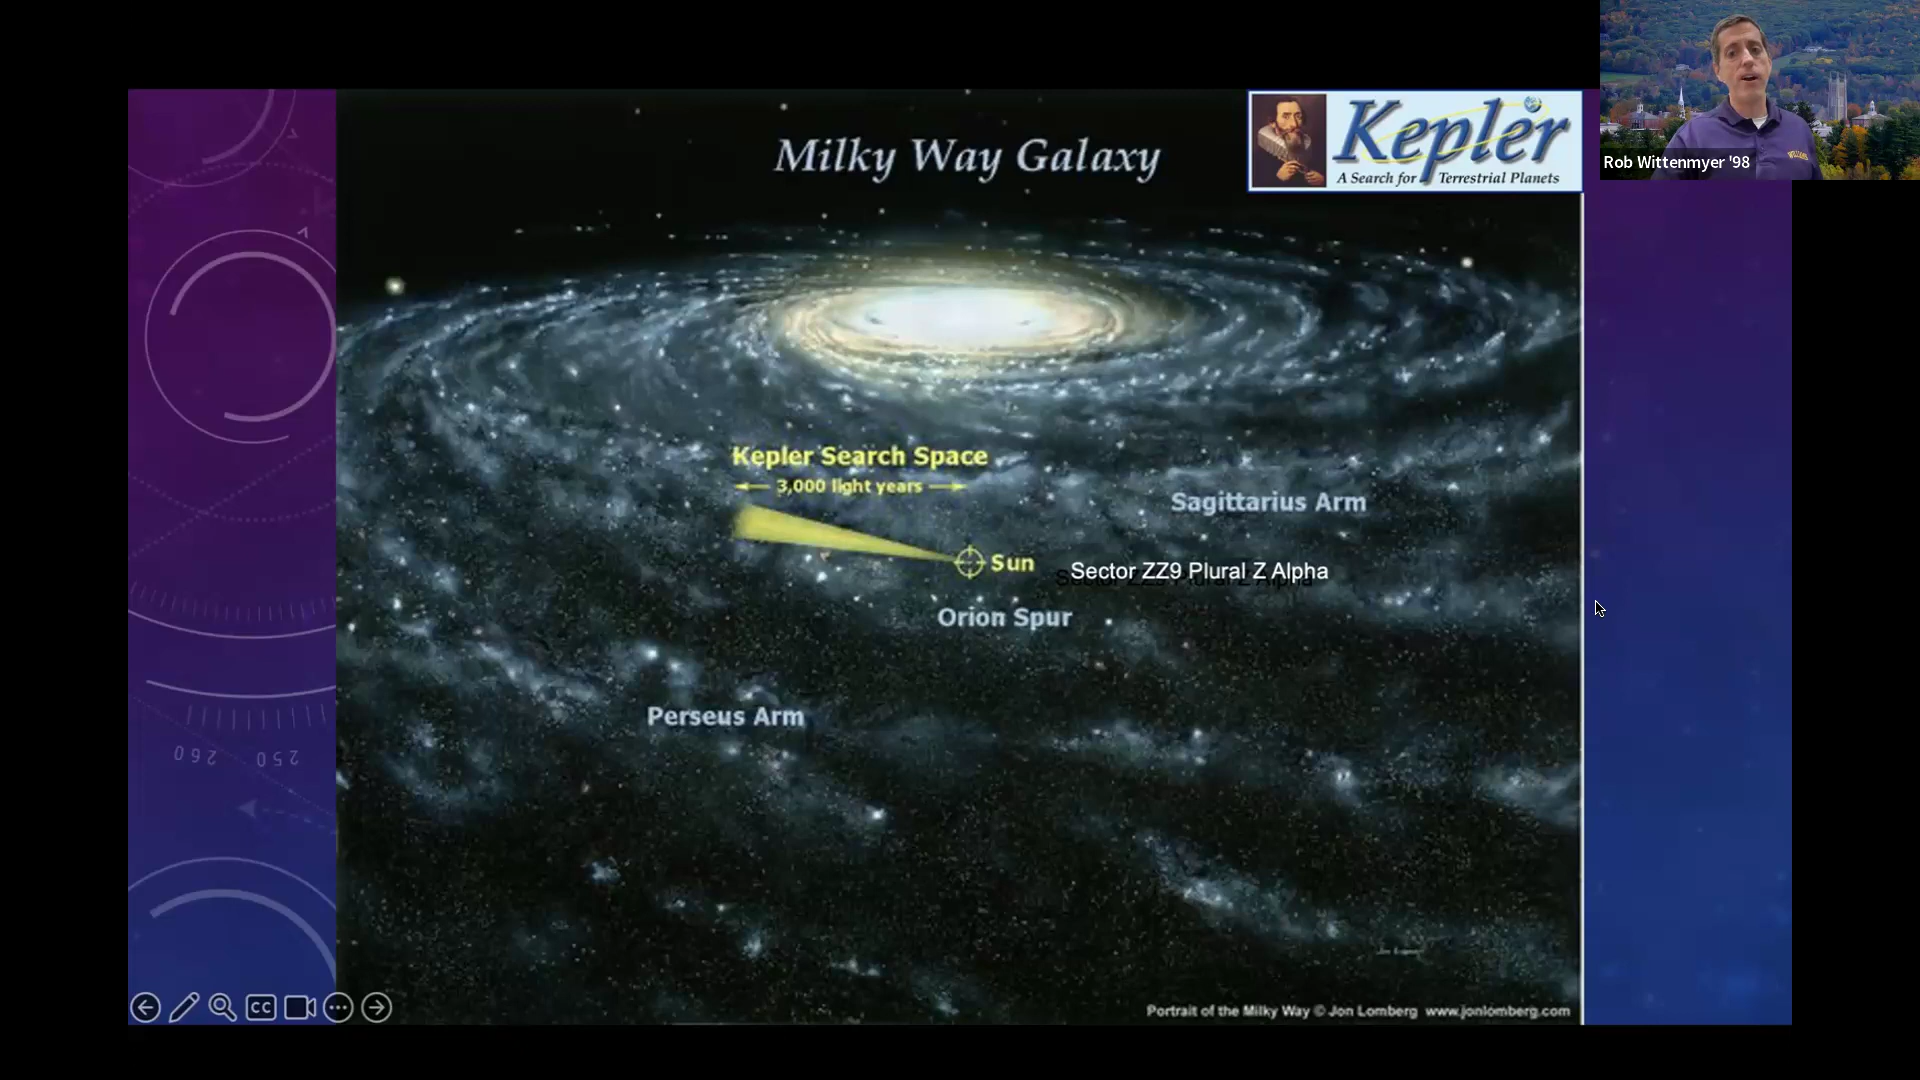 Milky Way Galaxy
Kepler
A Search for Terrestrial Planets
Rob Wittenmyer '98
Kepler Search Space
3,000 light years
Sagittarius Arm
Sun
Sector ZZ9 Plural Z Alpha
Orion Spur
Perseus Arm
260 250
CC
Portrait of the Milky Way © Jon Lomberg www.jonlomberg.com